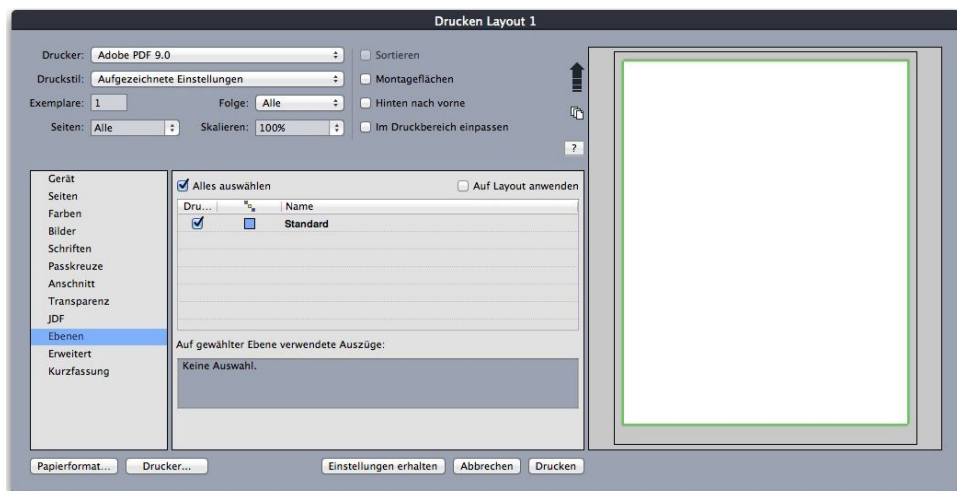 Drucken Layout 1
Drucker: Adobe PDF 9.0
Sortieren
Druckstil: Aufgezeichnete Einstellungen
Montageflächen
Exemplare: 1 Folge: Alle
Hinten nach vorne
Seiten: Alle Skalieren: 100%
Im Druckbereich einpassen
?
Gerät
Seiten
Farben
Bilder
Schriften
Passkreuze
Anschnitt
Transparenz
JDF
Ebenen
Erweitert
Kurzfassung
Alles auswählen Auf Layout anwenden
Dru... Name
Standard
Auf gewählter Ebene verwendete Auszüge:
Keine Auswahl.
Papierformat... Drucker... Einstellungen erhalten Abbrechen Drucken